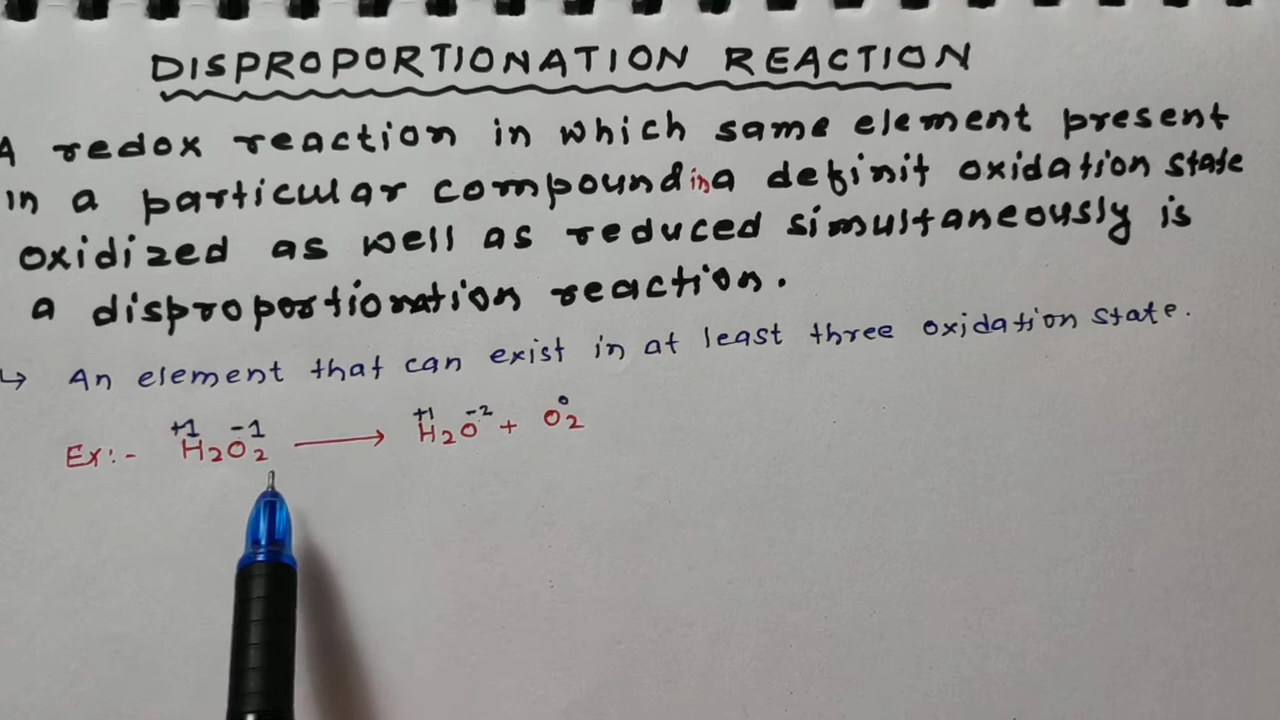 DISPROPORTIONATION REACTION
A redox reaction in which same element present
in a particular compound in a definit oxidation state
oxidized as well as reduced simultaneously is
a disproportionation reaction.
↳ An element that can exist in at least three oxidation state.
+1 -1 +1 -2 0
Ex:- H2O2 ⟶ H2O + O2